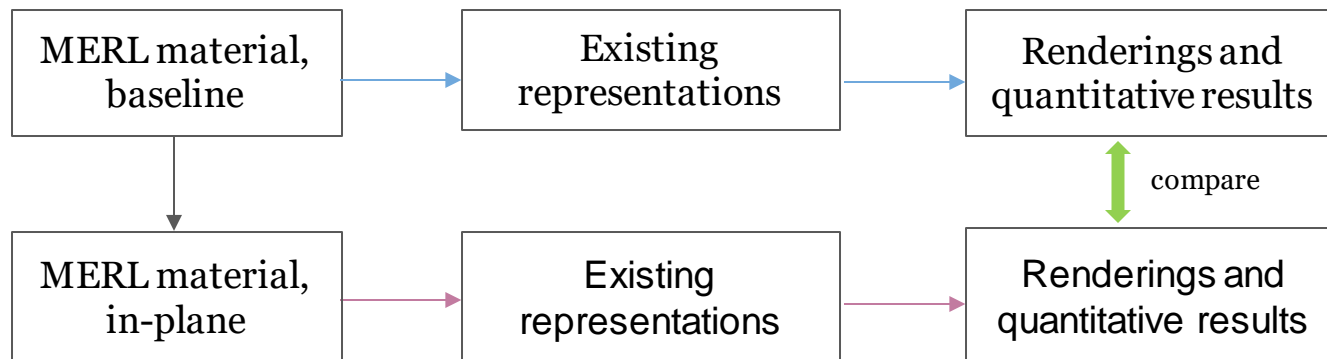 MERL material,
baseline
Existing
representations
Renderings and
quantitative results
compare
MERL material,
in-plane
Existing
representations
Renderings and
quantitative results